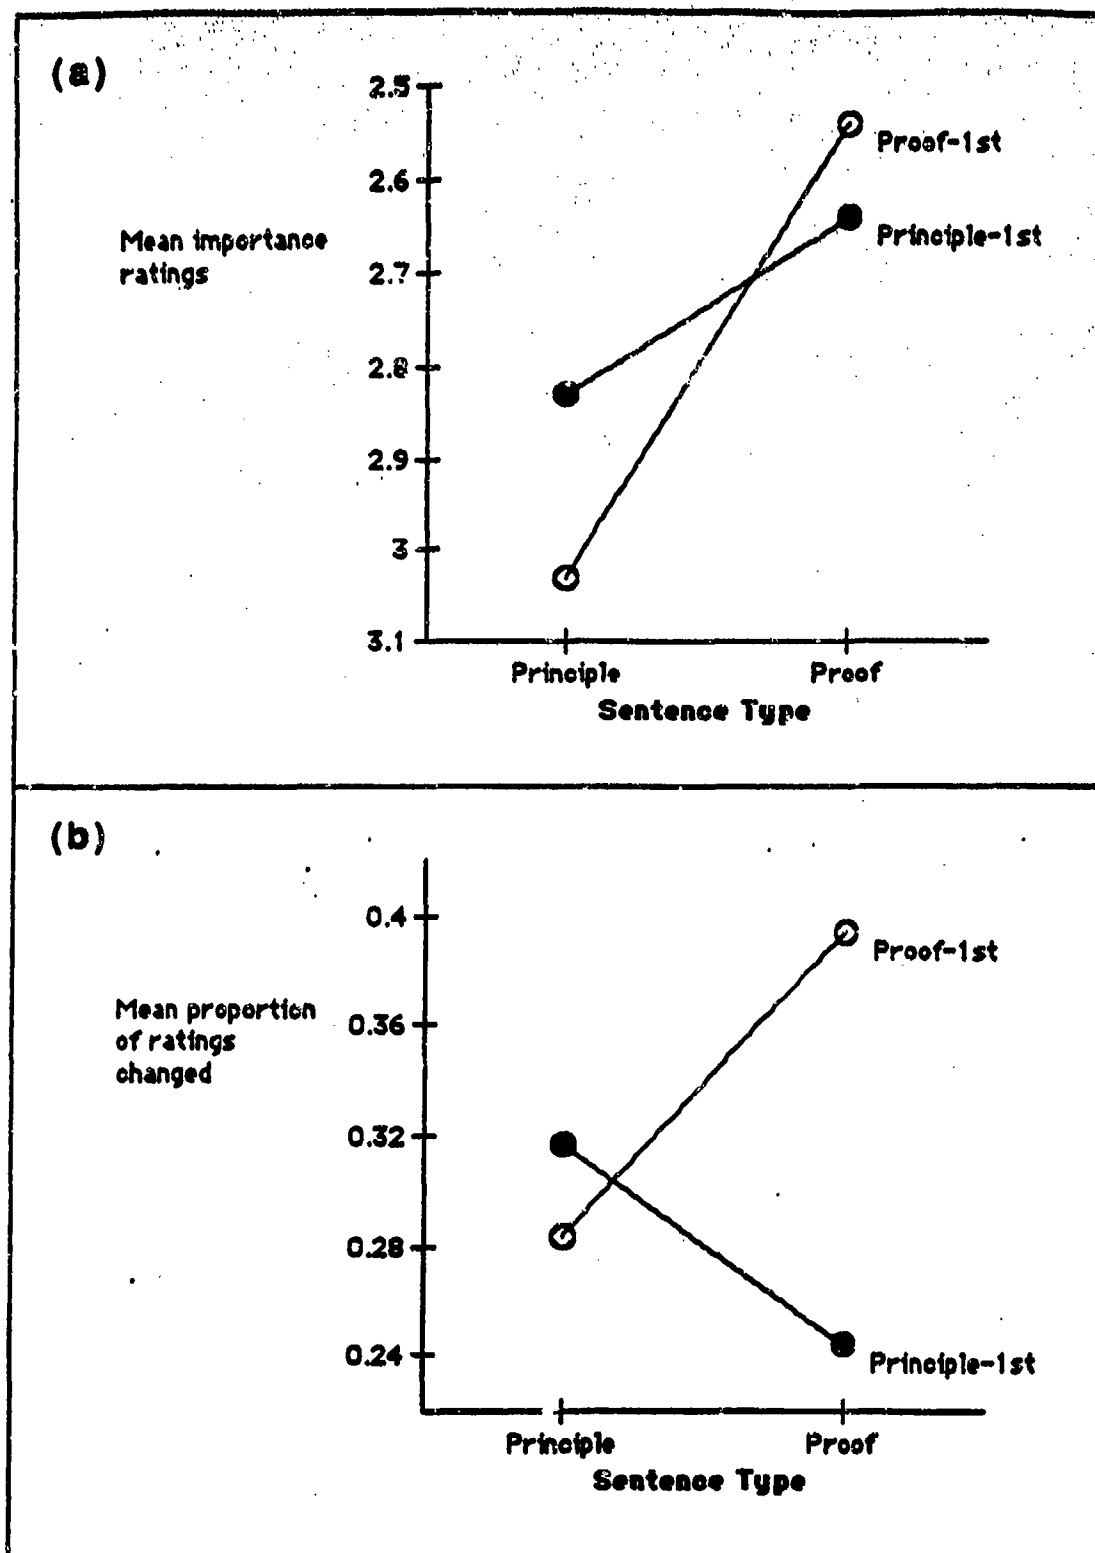 (a)
2.5
Proof-1st
2.6
Principle-1st
Mean importance
ratings
2.7
2.8
2.9
3
3.1
Principle
Proof
Sentence Type
(b)
0.4
Proof-1st
Mean proportion
of ratings
changed
0.36
0.32
0.28
0.24
Principle-1st
Principle
Proof
Sentence Type